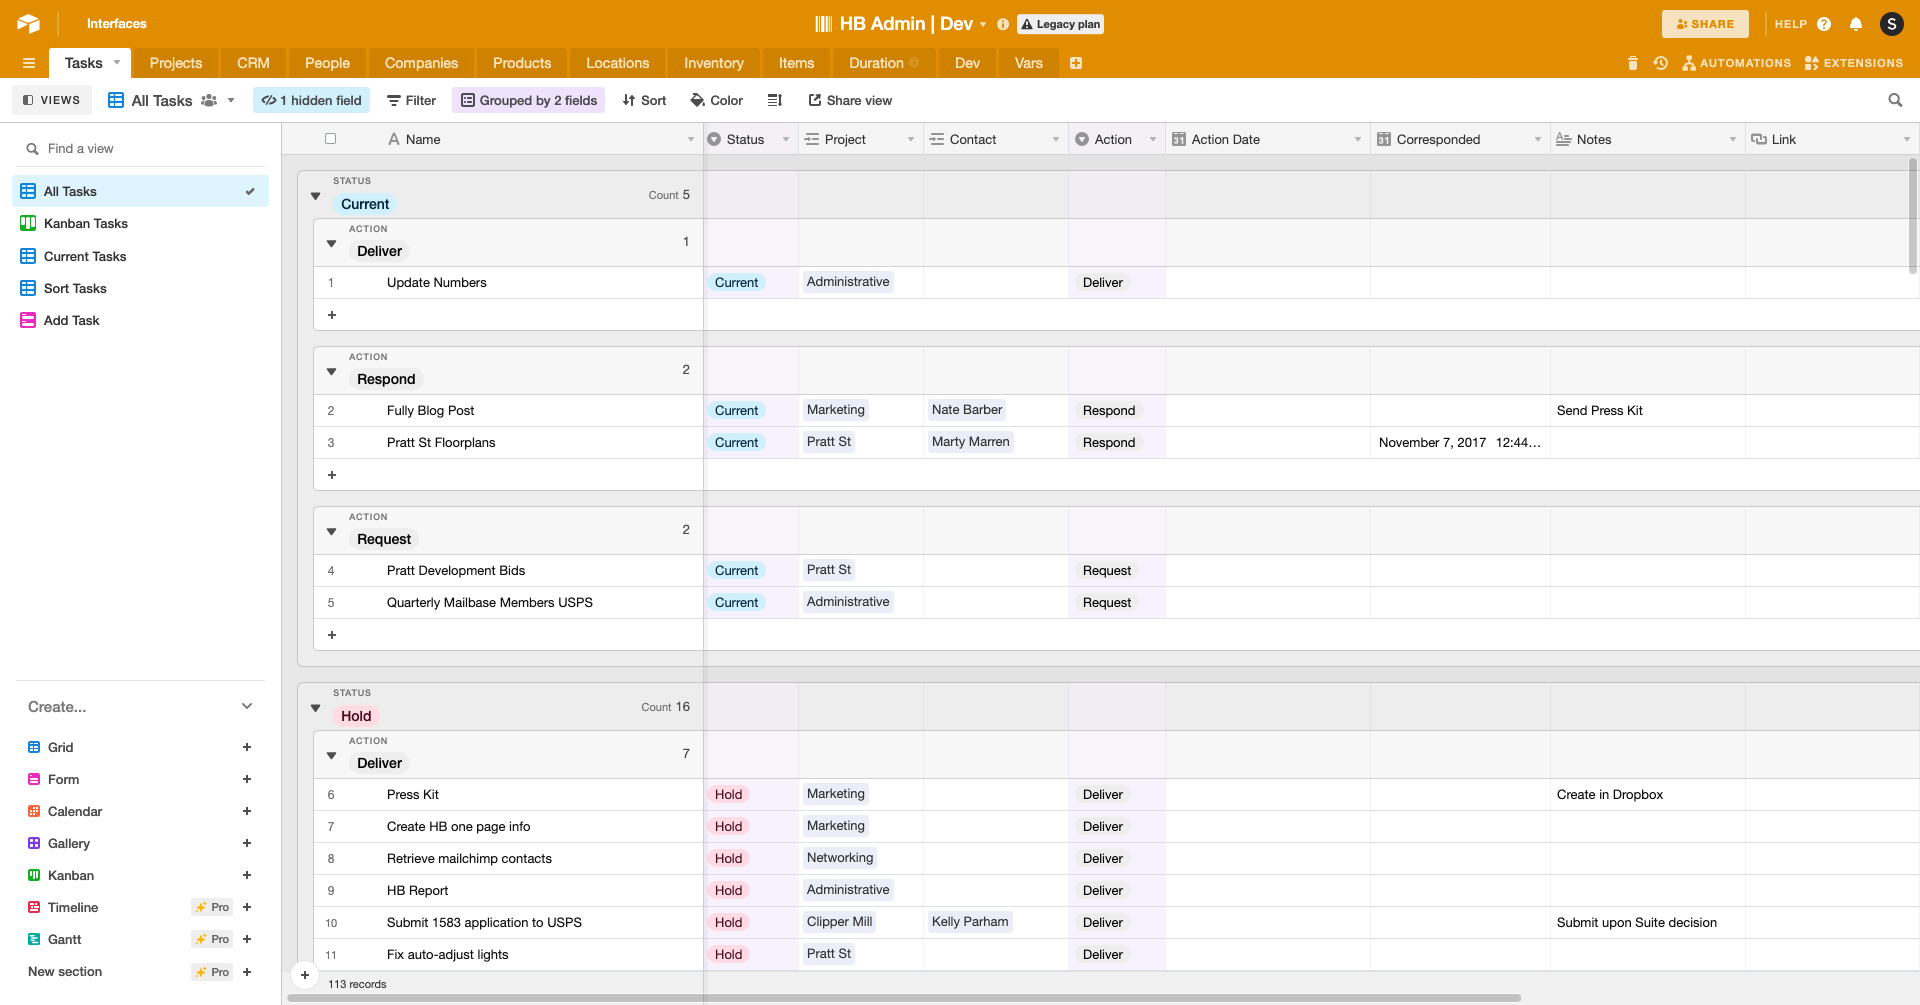 Interfaces
HB Admin | Dev
Legacy plan
SHARE
HELP
S
Tasks Projects CRM People Companies Products Locations Inventory Items Duration Dev Vars
AUTOMATIONS EXTENSIONS
VIEWS All Tasks 1 hidden field Filter Grouped by 2 fields Sort Color Share view
Find a view
All Tasks
Kanban Tasks
Current Tasks
Sort Tasks
Add Task
Create...
Grid
Form
Calendar
Gallery
Kanban
Timeline Pro
Gantt Pro
New section Pro
Name Status Project Contact Action Action Date Corresponded Notes Link
STATUS
Current Count 5
ACTION
Deliver 1
1 Update Numbers Current Administrative Deliver
ACTION
Respond 2
2 Fully Blog Post Current Marketing Nate Barber Respond Send Press Kit
3 Pratt St Floorplans Current Pratt St Marty Marren Respond November 7, 2017 12:44...
ACTION
Request 2
4 Pratt Development Bids Current Pratt St Request
5 Quarterly Mailbase Members USPS Current Administrative Request
STATUS
Hold Count 16
ACTION
Deliver 7
6 Press Kit Hold Marketing Deliver Create in Dropbox
7 Create HB one page info Hold Marketing Deliver
8 Retrieve mailchimp contacts Hold Networking Deliver
9 HB Report Hold Administrative Deliver
10 Submit 1583 application to USPS Hold Clipper Mill Kelly Parham Deliver Submit upon Suite decision
11 Fix auto-adjust lights Hold Pratt St Deliver
113 records